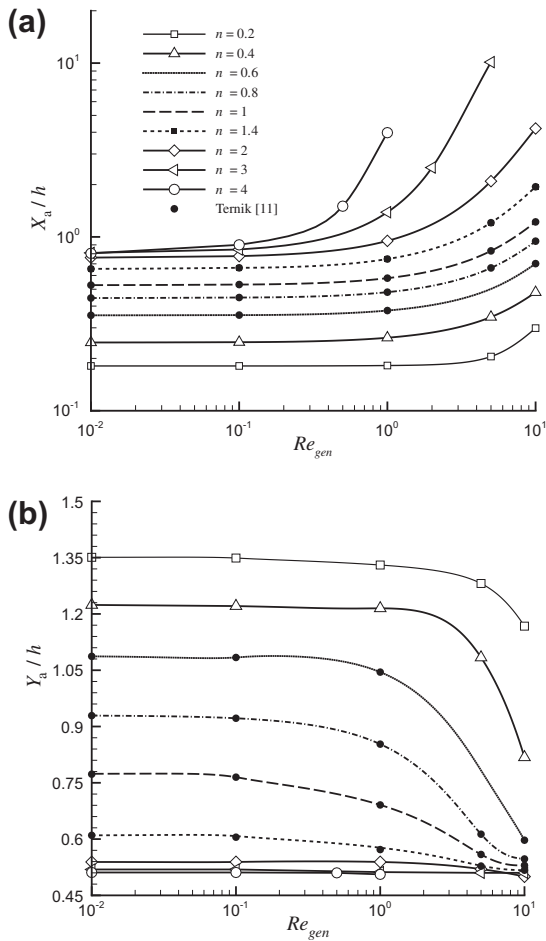 (a)
n = 0.2
n = 0.4
n = 0.6
n = 0.8
n = 1
n = 1.4
n = 2
n = 3
n = 4
Ternik [11]
10¹
10⁰
10⁻¹
Xₐ / h
10⁻² 10⁻¹ 10⁰ 10¹
Re_gen
(b)
1.5
1.35
1.2
1.05
0.9
0.75
0.6
0.45
Yₐ / h
10⁻² 10⁻¹ 10⁰ 10¹
Re_gen